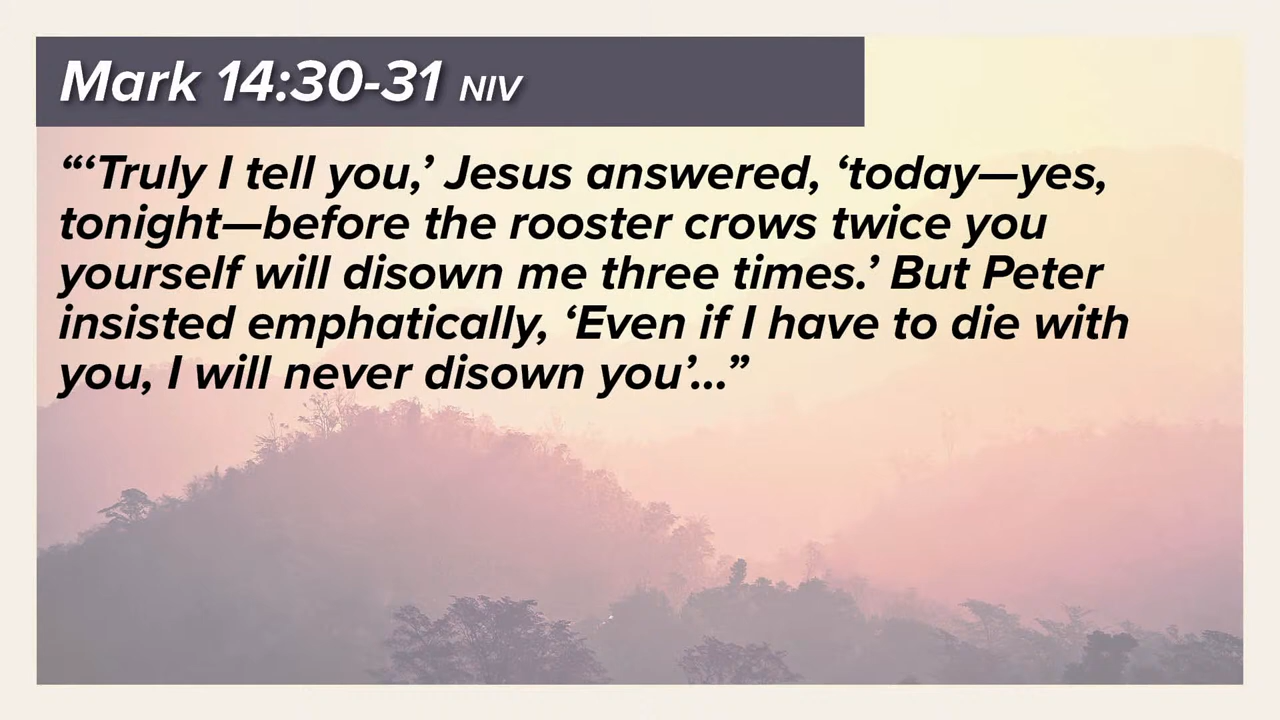 Mark 14:30-31 NIV
“‘Truly I tell you,’ Jesus answered, ‘today—yes,
tonight—before the rooster crows twice you
yourself will disown me three times.’ But Peter
insisted emphatically, ‘Even if I have to die with
you, I will never disown you’...”